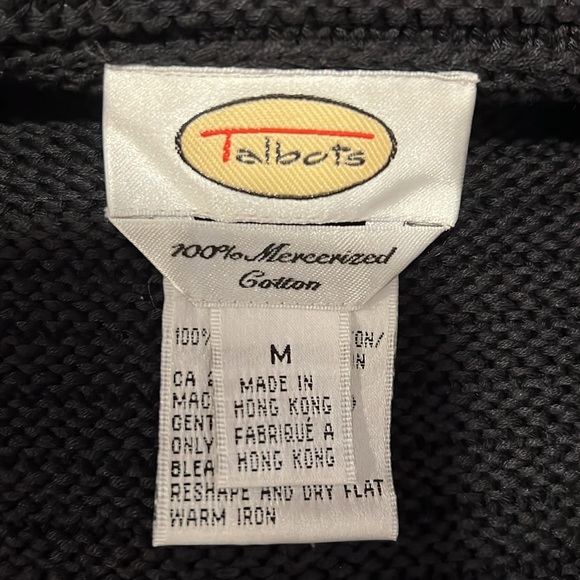 Talbots
100% Mercerized
Cotton
100%
ON/
N
M
MADE IN
HONG KONG
FABRIQUÉ A
HONG KONG
CA
MAC
GENT
ONLY
BLEA
RESHAPE AND DRY FLAT
WARM IRON